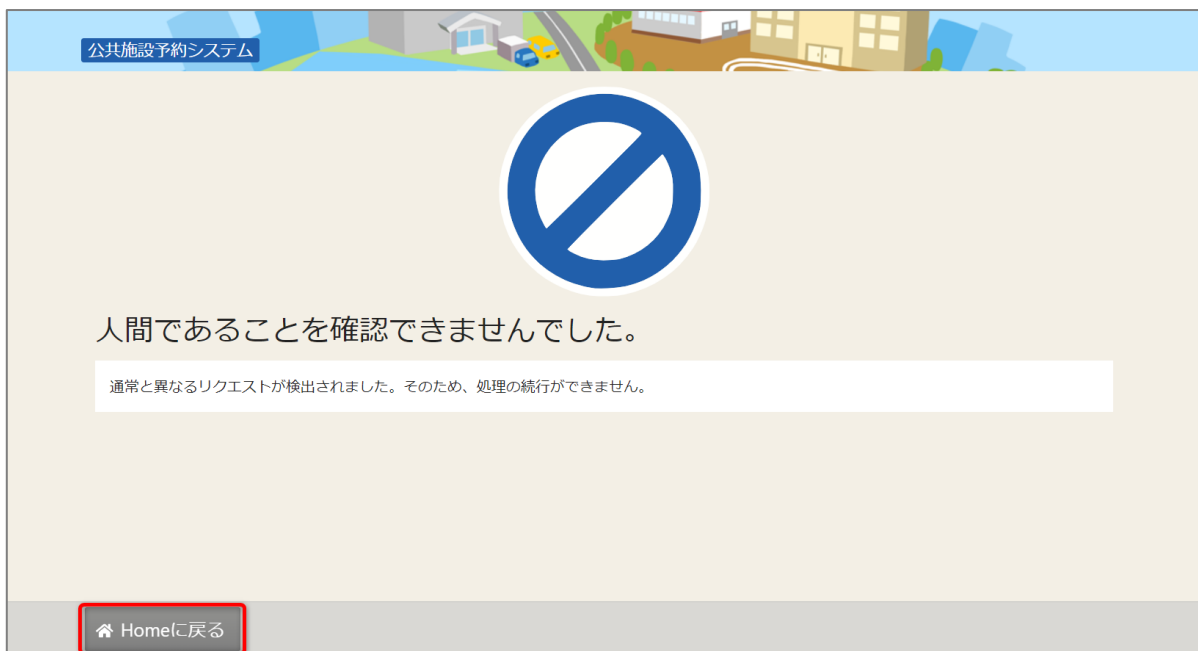 公共施設予約システム
人間であることを確認できませんでした。
通常と異なるリクエストが検出されました。そのため、処理の続行ができません。
Homeに戻る